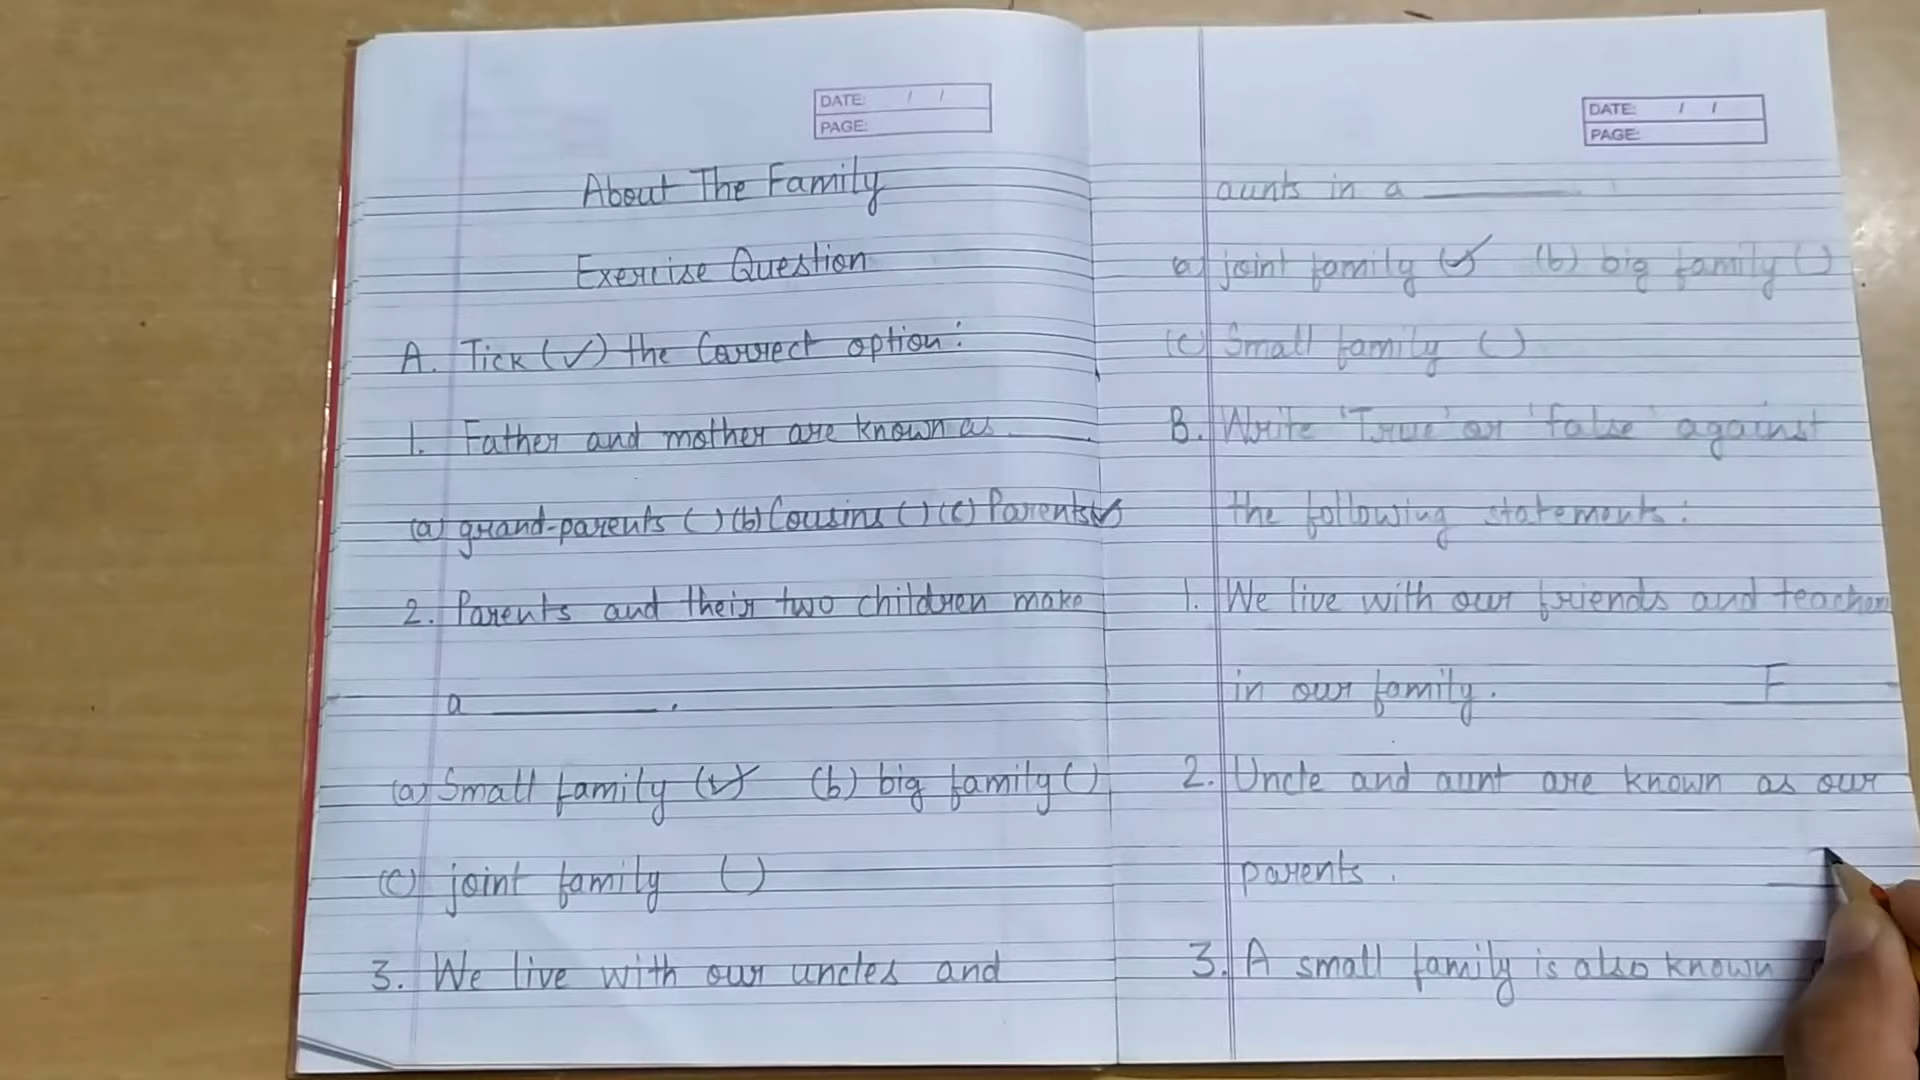 DATE: / /
PAGE:
About The Family
Exercise Question
A. Tick (✓) the Correct option:
1. Father and mother are known as ______.
(a) grand-parents ( ) (b) Cousins ( ) (c) Parents (✓)
2. Parents and their two children make
a ______.
(a) Small family (✓) (b) big family ( )
(c) joint family ( )
3. We live with our uncles and
DATE: / /
PAGE:
aunts in a ______.
(a) joint family (✓) (b) big family ( )
(c) Small family ( )
B. Write 'True' or 'false' against
the following statements:
1. We live with our friends and teachers
in our family. F
2. Uncle and aunt are known as our
parents. ______
3. A small family is also known